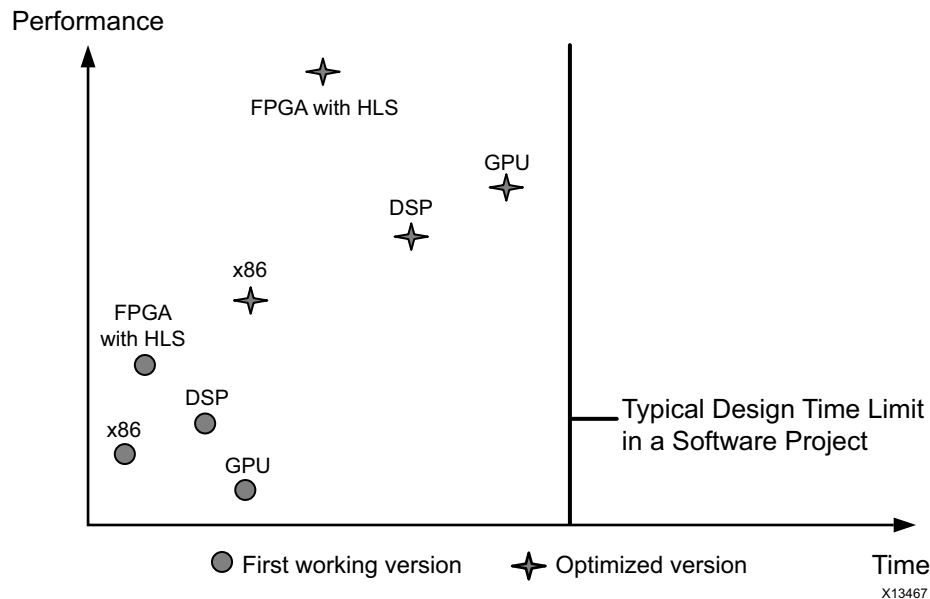 Performance
FPGA with HLS
GPU
DSP
x86
FPGA
with HLS
DSP
x86
GPU
Typical Design Time Limit
in a Software Project
First working version
Optimized version
Time
X13467